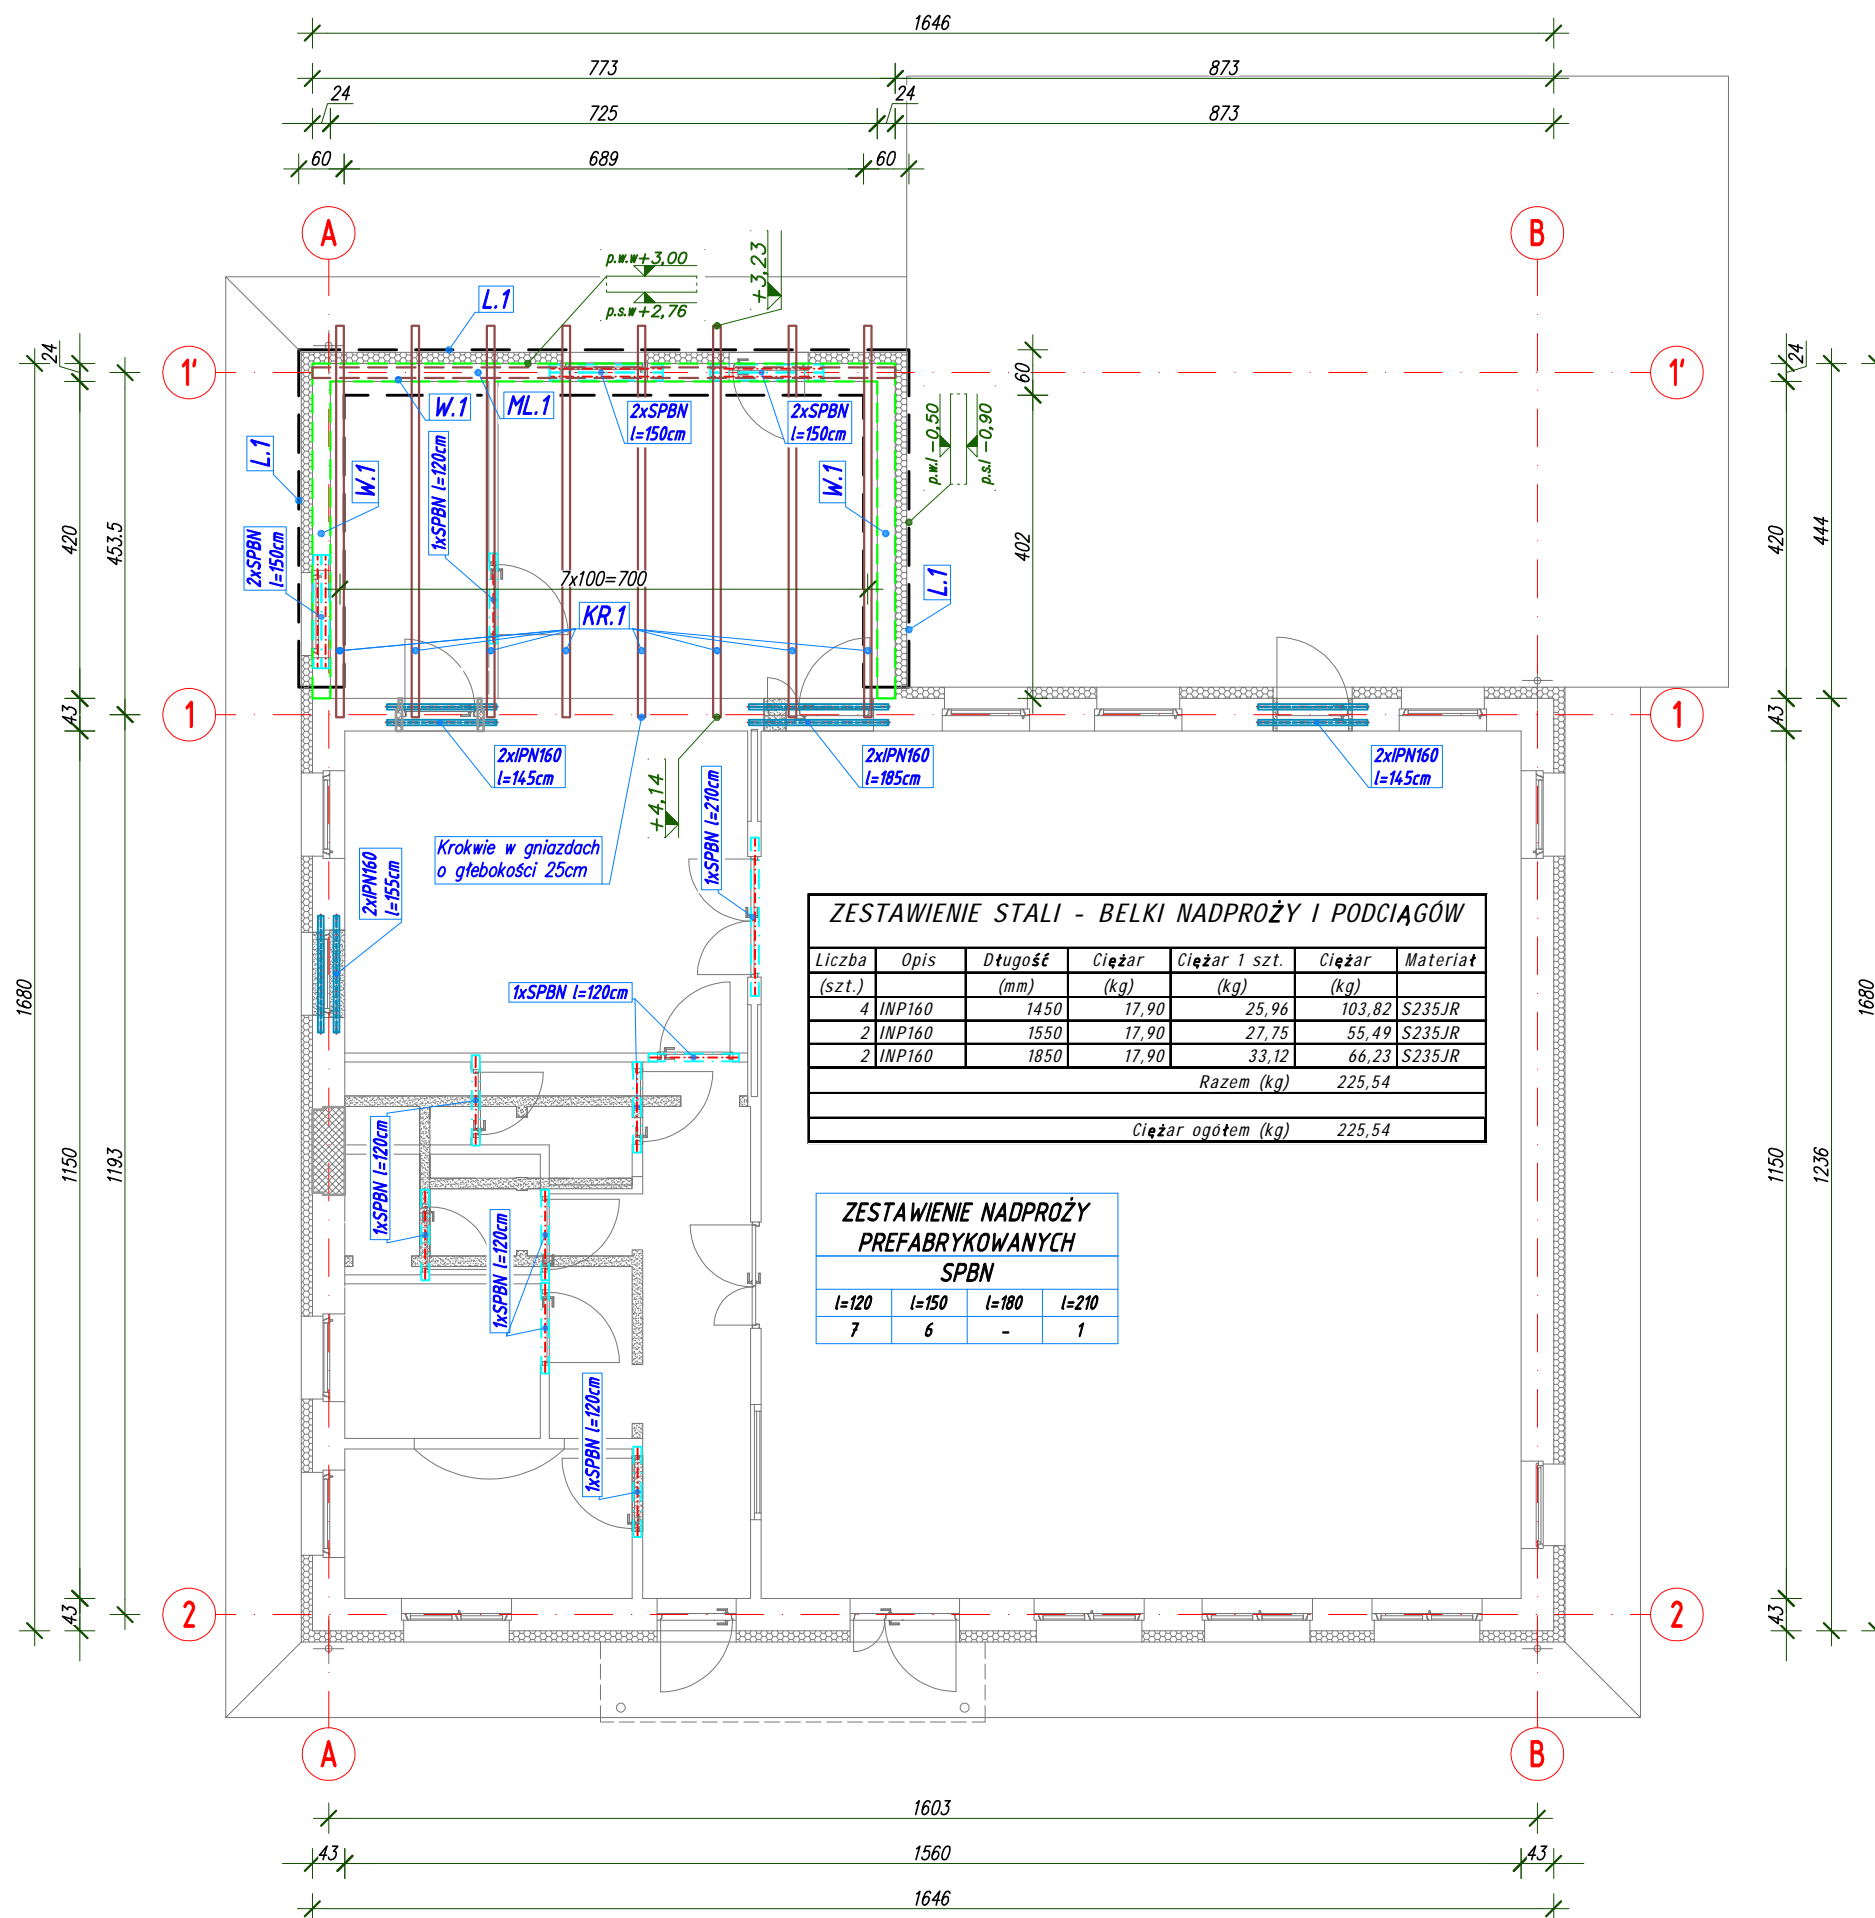 1646
773
873
24
24
725
873
60
689
60
A
B
p.w.w+3,00
p.s.w+2,76
+3,23
L.1
24
1'
1'
24
60
W.1
ML.1
2xSPBN
l=150cm
2xSPBN
l=150cm
1xSPBN l=120cm
p.w.l -0,50
p.s.l -0,90
L.1
W.1
W.1
420
453.5
2xSPBN
l=150cm
402
420
444
7x100=700
KR.1
L.1
1
1
43
43
2xIPN160
l=145cm
2xIPN160
l=185cm
2xIPN160
l=145cm
+4,14
1xSPBN l=210cm
Krokwie w gniazdach
o głebokości 25cm
2xIPN160
l=155cm
ZESTAWIENIE STALI - BELKI NADPROŻY I PODCIĄGÓW
Liczba Opis Długość Ciężar Ciężar 1 szt. Ciężar Materiał
(szt.) (mm) (kg) (kg) (kg)
4 INP160 1450 17,90 25,96 103,82 S235JR
2 INP160 1550 17,90 27,75 55,49 S235JR
2 INP160 1850 17,90 33,12 66,23 S235JR
Razem (kg) 225,54
Ciężar ogółem (kg) 225,54
1680
1680
1xSPBN l=120cm
1150
1193
1xSPBN l=120cm
1xSPBN l=120cm
1150
1236
ZESTAWIENIE NADPROŻY
PREFABRYKOWANYCH
SPBN
l=120 l=150 l=180 l=210
7 6 - 1
1xSPBN l=120cm
43
2
2
43
A
B
1603
43
1560
43
1646